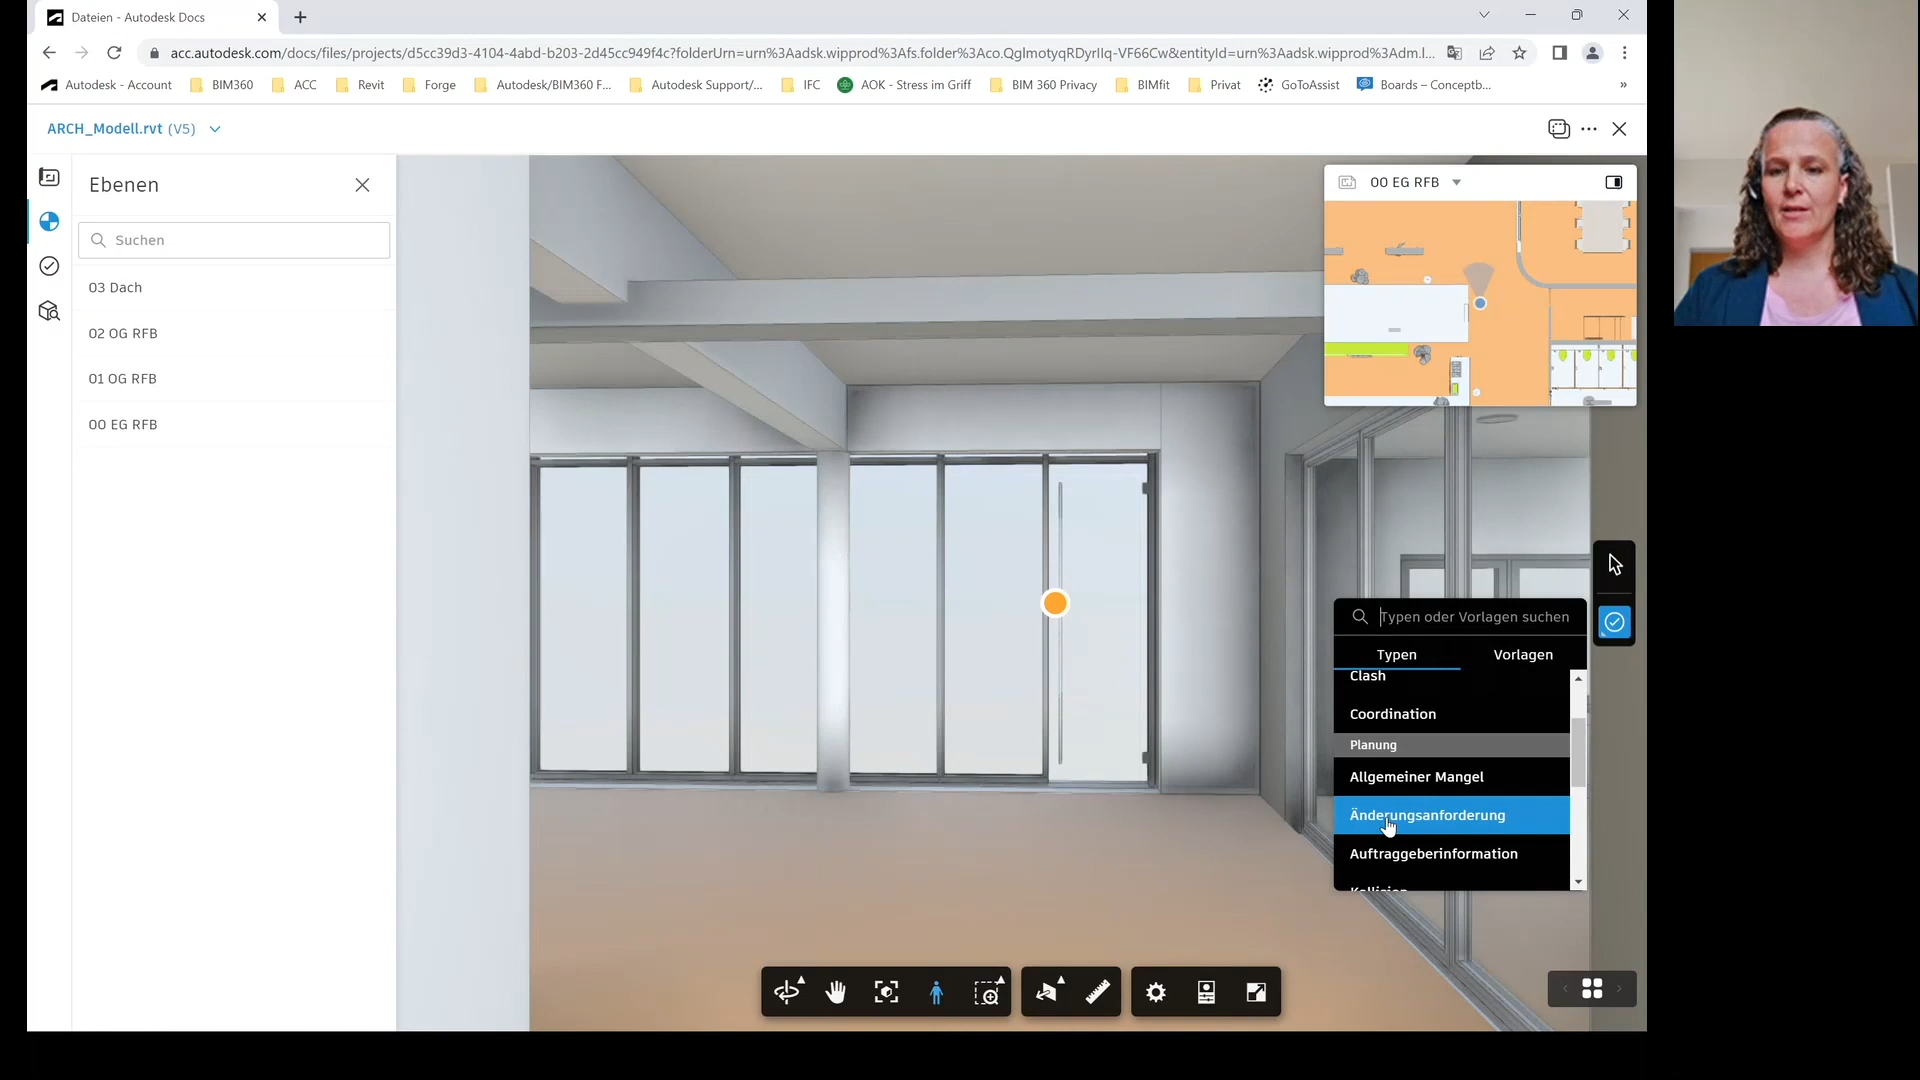 Dateien - Autodesk Docs
acc.autodesk.com/docs/files/projects/d5cc39d3-4104-4abd-b203-2d45cc949f4c?folderUrn=urn%3Aadsk.wipprod%3Afs.folder%3Aco.QglmotyqRDyrIlq-VF66Cw&entityId=urn%3Aadsk.wipprod%3Adm.l...
Autodesk - Account BIM360 ACC Revit Forge Autodesk/BIM360 F... Autodesk Support/... IFC AOK - Stress im Griff BIM 360 Privacy BIMfit Privat GoToAssist Boards – Conceptb... »
ARCH_Modell.rvt (V5)
Ebenen
Suchen
03 Dach
02 OG RFB
01 OG RFB
00 EG RFB
00 EG RFB
Typen oder Vorlagen suchen
Typen Vorlagen
Clash
Coordination
Planung
Allgemeiner Mangel
Änderungsanforderung
Auftraggeberinformation
Kollision